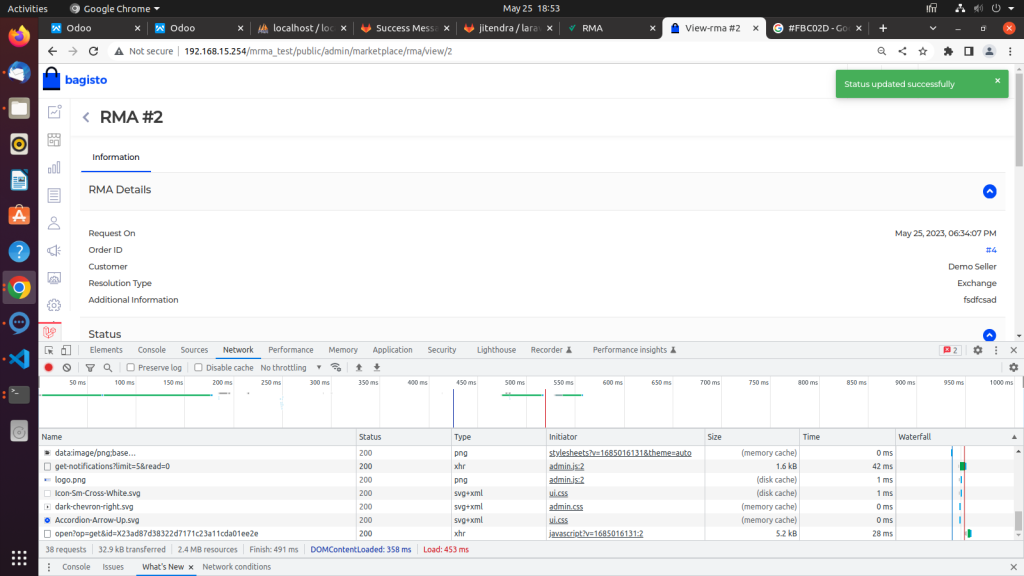 Activities Google Chrome May 25 18:53
Odoo × Odoo × localhost / loc × Success Messa × jitendra / larav × RMA × View-rma #2 × #FBC02D - Goo × +
Not secure 192.168.15.254/mrma_test/public/admin/marketplace/rma/view/2
bagisto
Status updated successfully ×
RMA #2
Information
RMA Details
Request On May 25, 2023, 06:34:07 PM
Order ID #4
Customer Demo Seller
Resolution Type Exchange
Additional Information fsdfcsad
Status
Elements Console Sources Network Performance Memory Application Security Lighthouse Recorder Performance insights 2
Preserve log Disable cache No throttling
50 ms 100 ms 150 ms 200 ms 250 ms 300 ms 350 ms 400 ms 450 ms 500 ms 550 ms 600 ms 650 ms 700 ms 750 ms 800 ms 850 ms 900 ms 950 ms 1000 ms
Name Status Type Initiator Size Time Waterfall
data:image/png;base… 200 png stylesheets?v=1685016131&theme=auto (memory cache) 0 ms
get-notifications?limit=5&read=0 200 xhr admin.js:2 1.6 kB 42 ms
logo.png 200 png admin.js:2 (disk cache) 1 ms
Icon-Sm-Cross-White.svg 200 svg+xml ui.css (disk cache) 1 ms
dark-chevron-right.svg 200 svg+xml admin.css (memory cache) 0 ms
Accordion-Arrow-Up.svg 200 svg+xml ui.css (memory cache) 0 ms
open?op=get&id=X23ad87d38322d7171c23a11cda01ee2e 200 xhr javascript?v=1685016131:2 5.2 kB 28 ms
38 requests 32.9 kB transferred 2.4 MB resources Finish: 491 ms DOMContentLoaded: 358 ms Load: 453 ms
Console Issues What's New × Network conditions